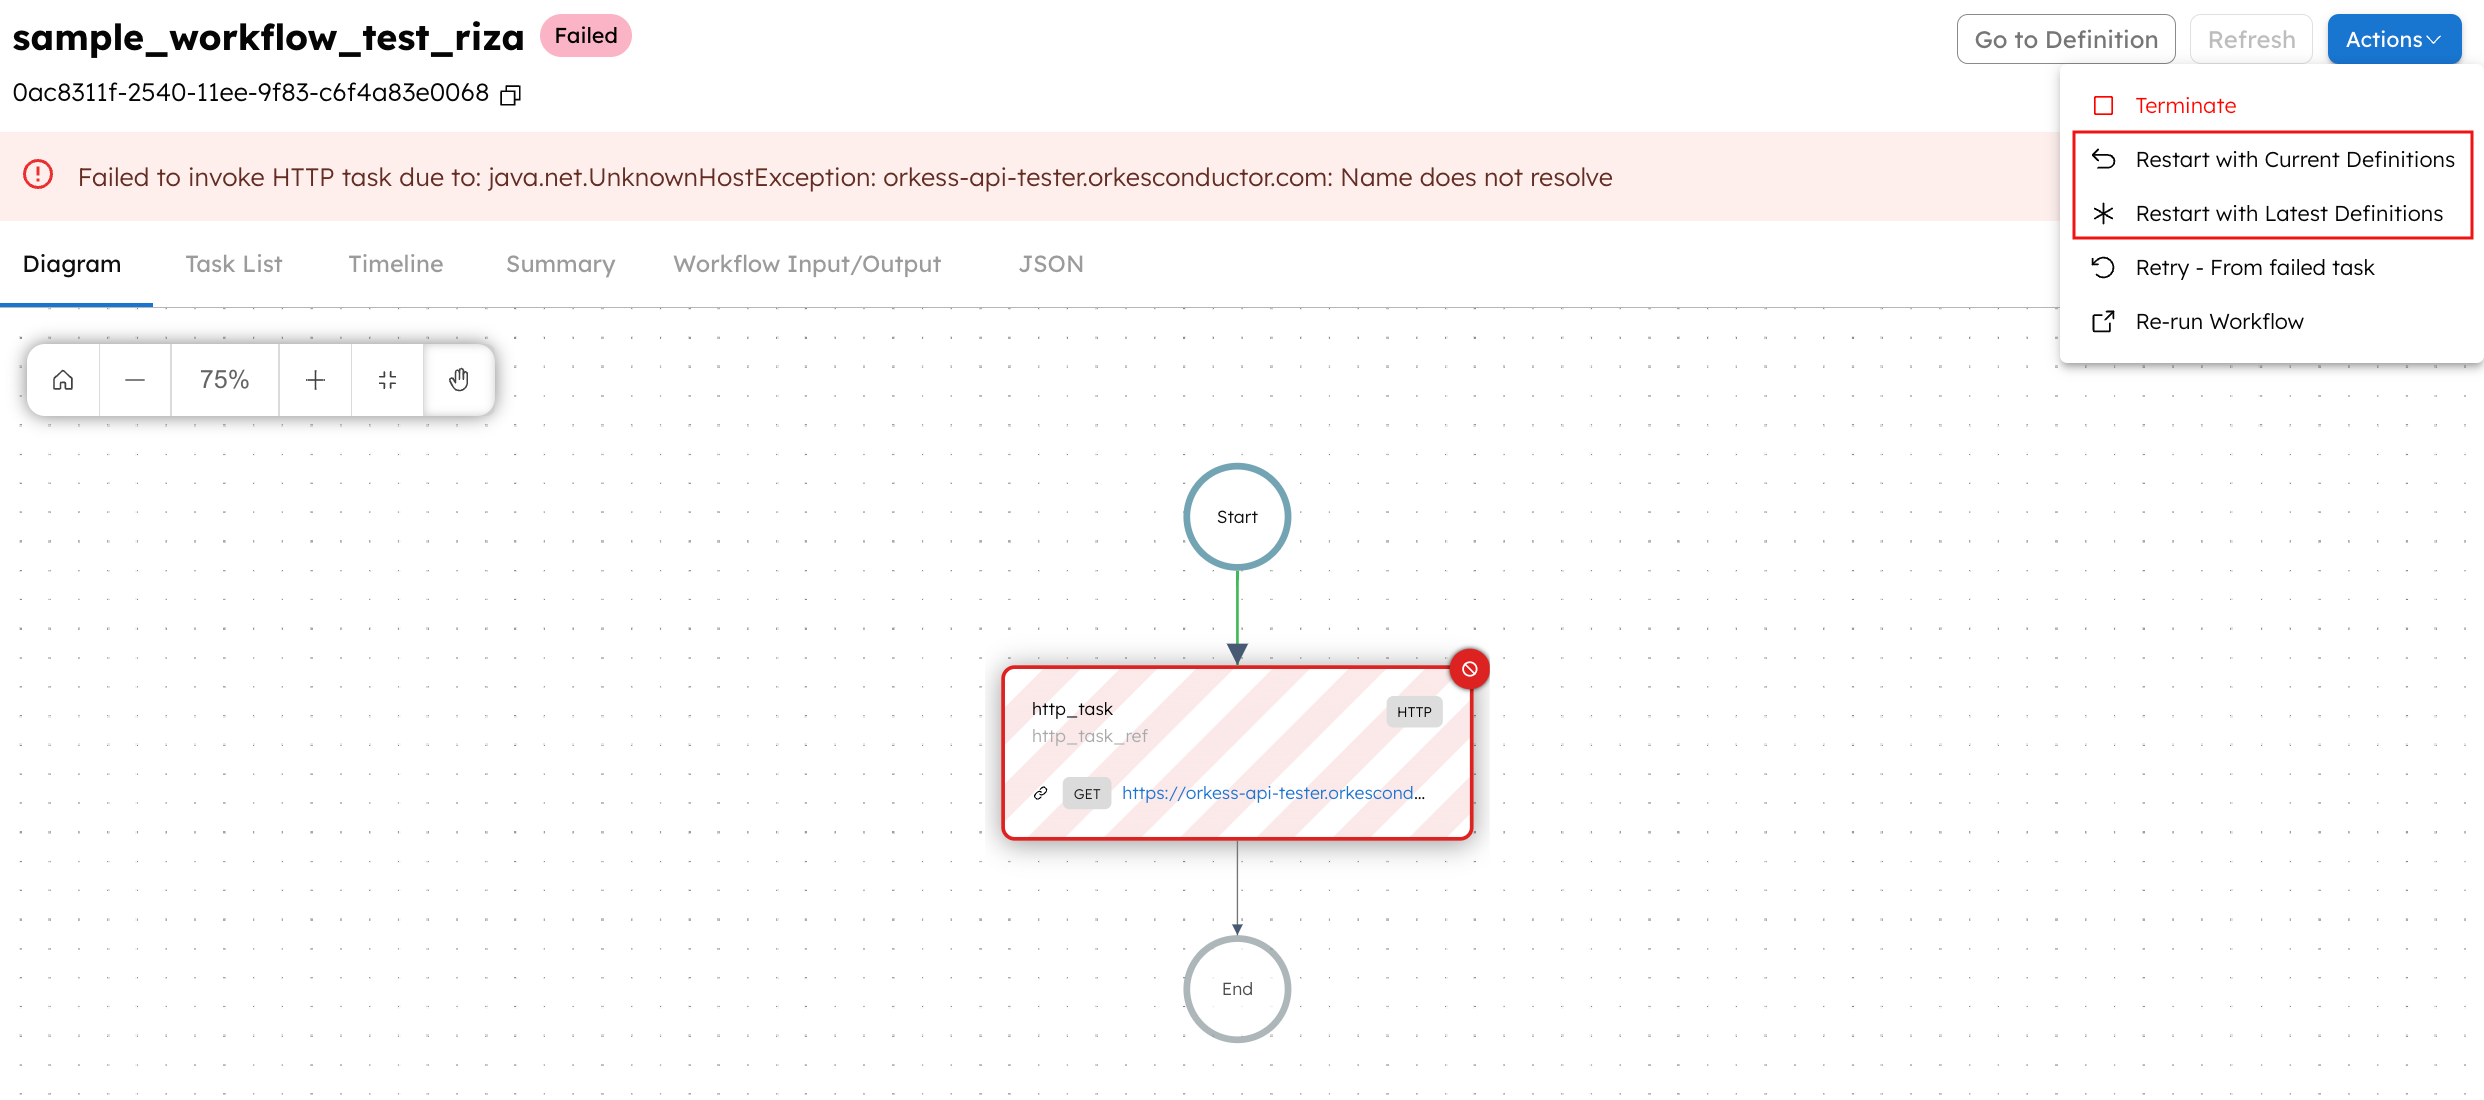 sample_workflow_test_riza
Failed
Go to Definition
Refresh
Actions
0ac8311f-2540-11ee-9f83-c6f4a83e0068
Terminate
Restart with Current Definitions
Restart with Latest Definitions
Retry - From failed task
Re-run Workflow
Failed to invoke HTTP task due to: java.net.UnknownHostException: orkess-api-tester.orkesconductor.com: Name does not resolve
Diagram
Task List
Timeline
Summary
Workflow Input/Output
JSON
75%
Start
http_task
HTTP
http_task_ref
GET
https://orkess-api-tester.orkescond...
End